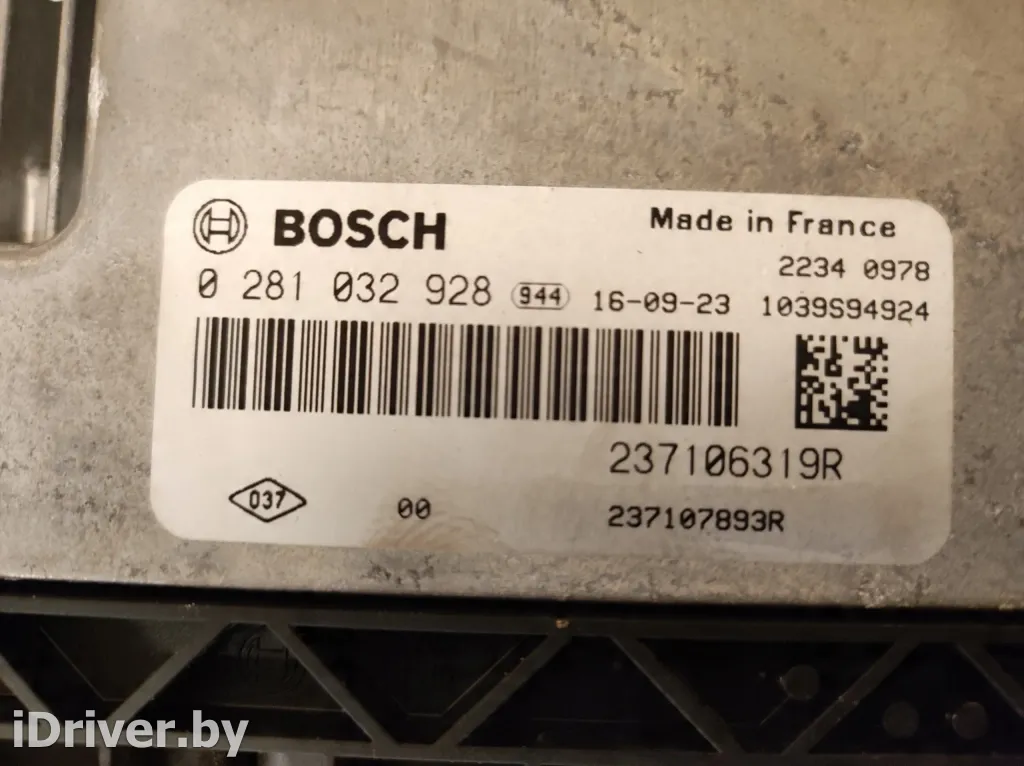 BOSCH
Made in France
2234 0978
0 281 032 928 944 16-09-23 1039S94924
237106319R
037 00 237107893R
iDriver.by